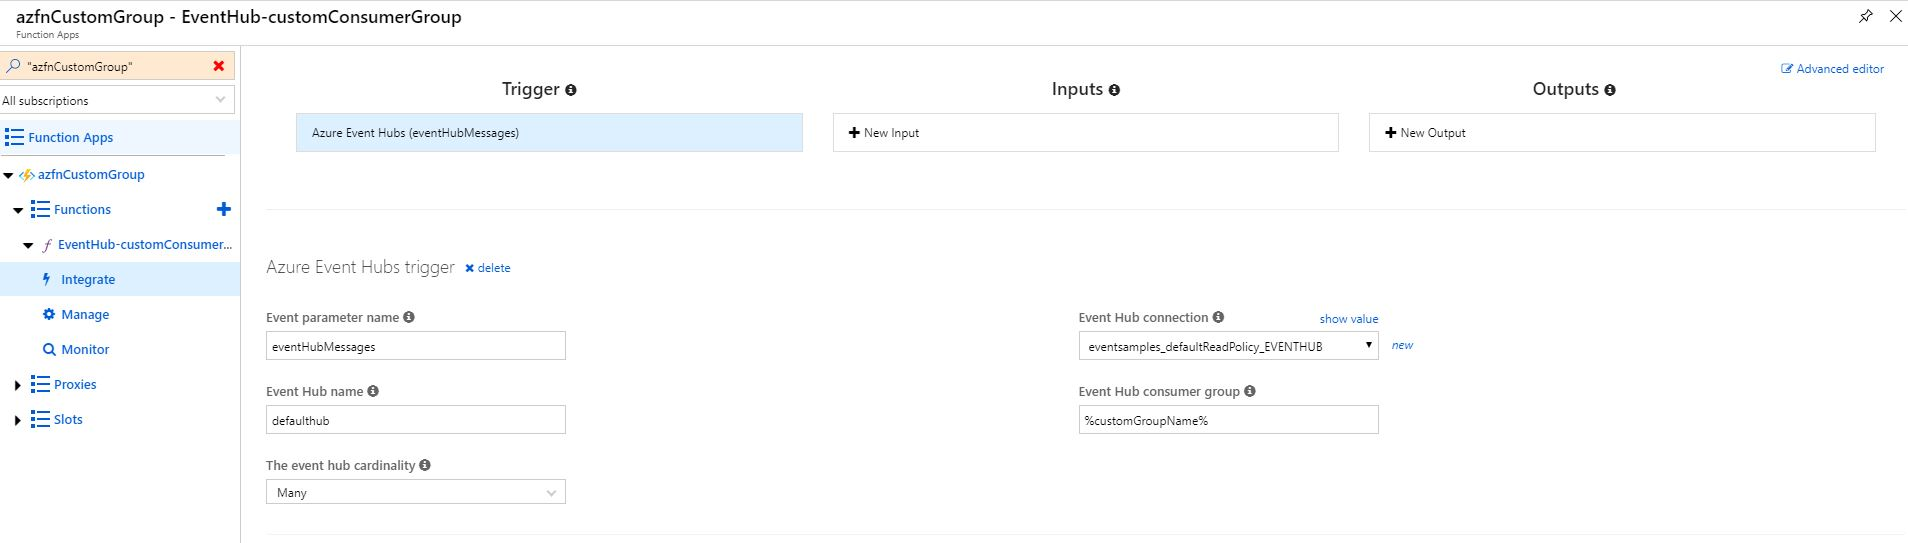 azfnCustomGroup - EventHub-customConsumerGroup
Function Apps
"azfnCustomGroup"
All subscriptions
Function Apps
azfnCustomGroup
Functions
EventHub-customConsumer...
Integrate
Manage
Monitor
Proxies
Slots
Advanced editor
Trigger
Inputs
Outputs
Azure Event Hubs (eventHubMessages)
New Input
New Output
Azure Event Hubs trigger delete
Event parameter name
eventHubMessages
Event Hub connection show value
eventsamples_defaultReadPolicy_EVENTHUB new
Event Hub name
defaulthub
Event Hub consumer group
%customGroupName%
The event hub cardinality
Many